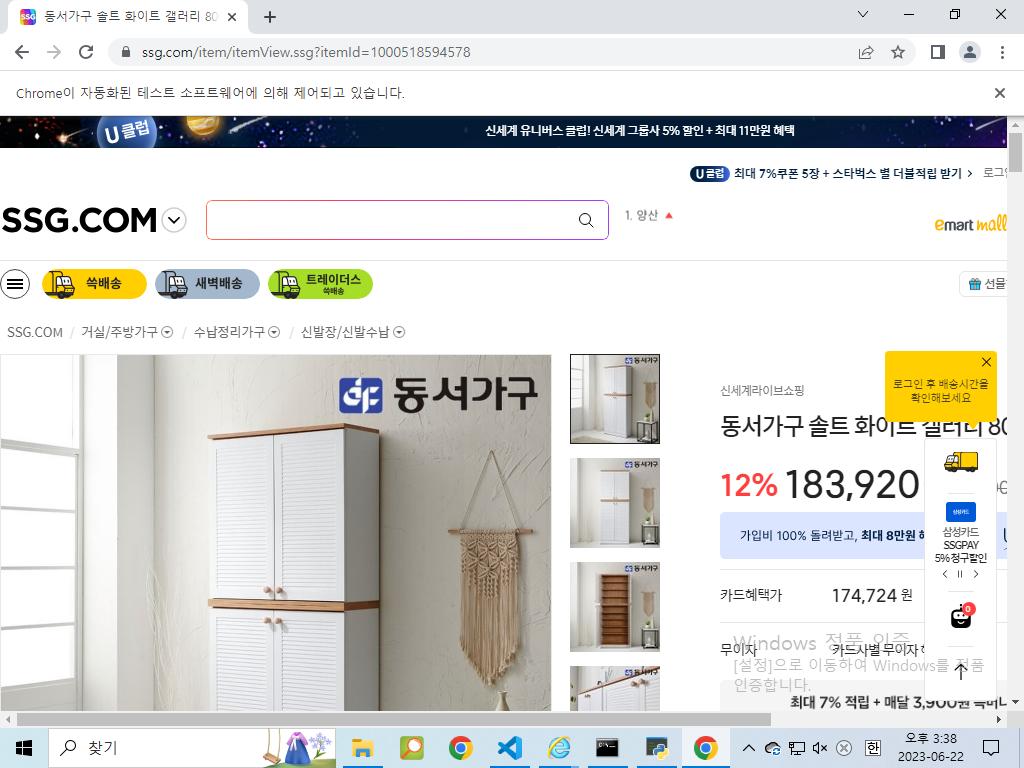 동서가구 솔트 화이트 갤러리 80
ssg.com/item/itemView.ssg?itemId=1000518594578
Chrome이 자동화된 테스트 소프트웨어에 의해 제어되고 있습니다.
U 클럽
신세계 유니버스 클럽! 신세계 그룹사 5% 할인 + 최대 11만원 혜택
U 클럽 최대 7%쿠폰 5장 + 스타벅스 별 더블적립 받기 >
SSG.COM
1. 양산
emart mall
쓱배송
새벽배송
트레이더스
쓱배송
선물
SSG.COM / 거실/주방가구 / 수납정리가구 / 신발장/신발수납
동서가구
로그인 후 배송시간을
확인해보세요
신세계라이브쇼핑
동서가구 솔트 화이트 갤러리 80
12% 183,920
가입비 100% 돌려받고, 최대 8만원
삼성카드
삼성카드
SSGPAY
5% 청구할인
카드혜택가 174,724 원
0
무이자 카드사별 무이자
Windows 정품 인증
[설정]으로 이동하여 Windows를 정품
인증합니다.
최대 7% 적립 + 매달 3,900원
찾기
한
오후 3:38
2023-06-22